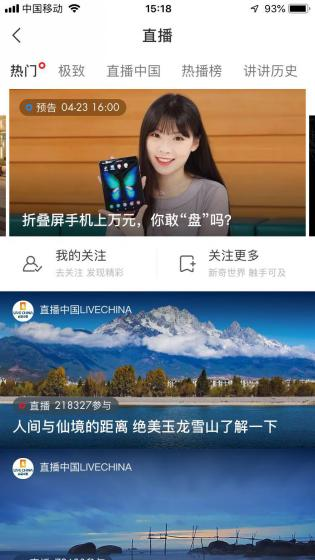 中国移动
15:18
93%
直播
热门
极致
直播中国
热播榜
讲讲历史
预告 04-23 16:00
折叠屏手机上万元，你敢“盘”吗?
我的关注
去关注 发现精彩
关注更多
新奇世界 触手可及
LIVE CHINA
直播中国LIVECHINA
直播 218327参与
人间与仙境的距离 绝美玉龙雪山了解一下
LIVE CHINA
直播中国LIVECHINA